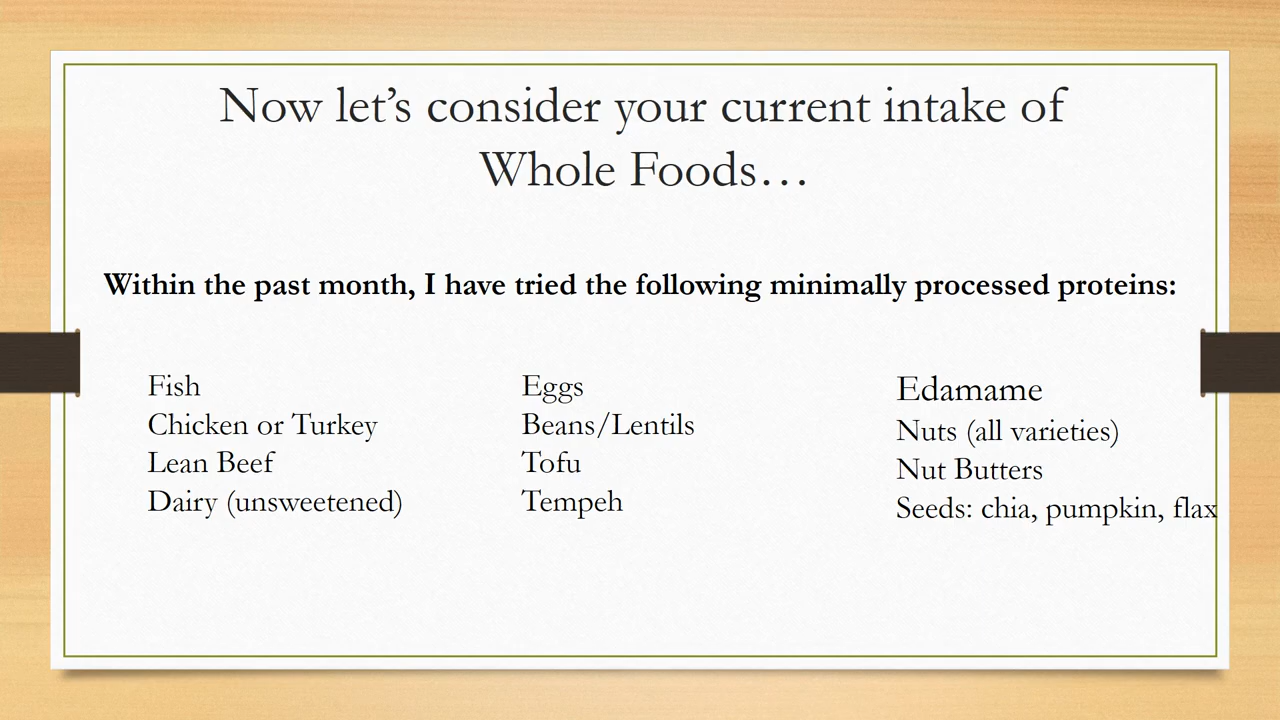 Now let’s consider your current intake of
Whole Foods…
Within the past month, I have tried the following minimally processed proteins:
Fish
Chicken or Turkey
Lean Beef
Dairy (unsweetened)
Eggs
Beans/Lentils
Tofu
Tempeh
Edamame
Nuts (all varieties)
Nut Butters
Seeds: chia, pumpkin, flax